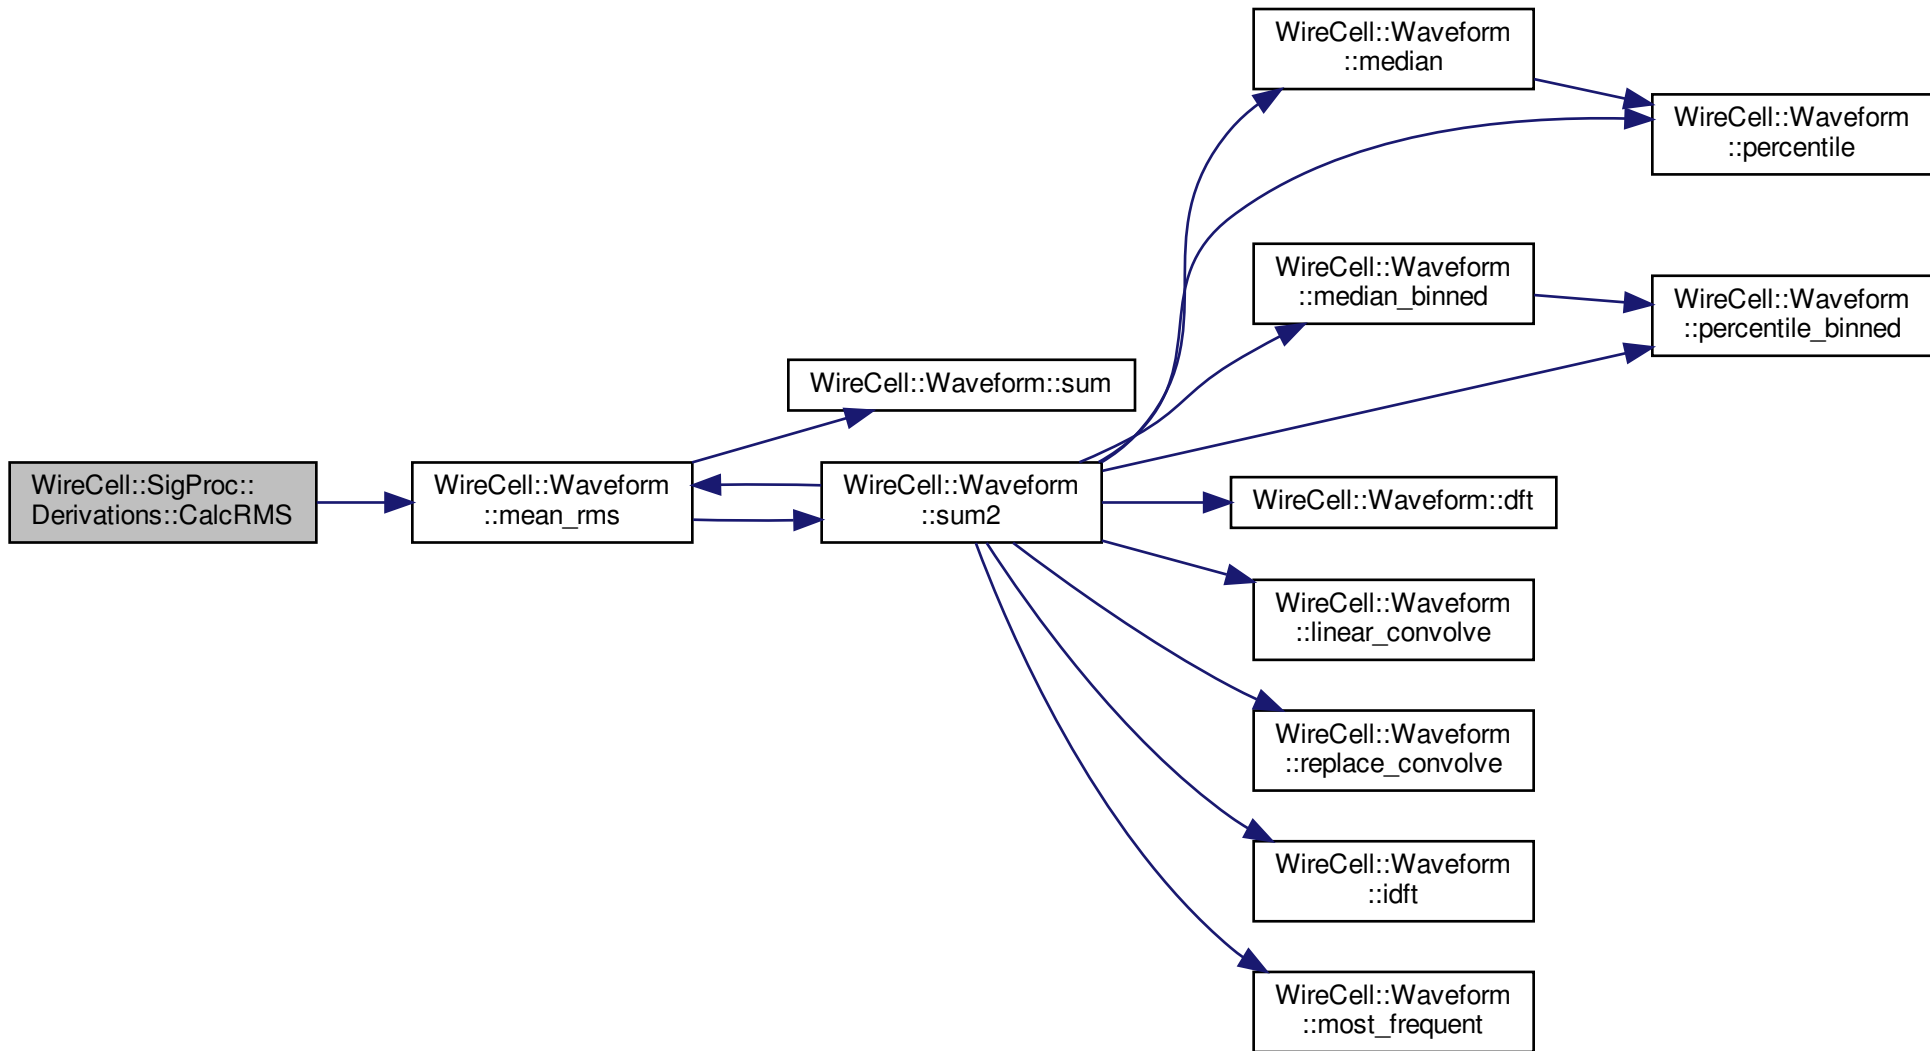 WireCell::SigProc::
Derivations::CalcRMS
WireCell::Waveform
::mean_rms
WireCell::Waveform::sum
WireCell::Waveform
::sum2
WireCell::Waveform
::median
WireCell::Waveform
::percentile
WireCell::Waveform
::median_binned
WireCell::Waveform
::percentile_binned
WireCell::Waveform::dft
WireCell::Waveform
::linear_convolve
WireCell::Waveform
::replace_convolve
WireCell::Waveform
::idft
WireCell::Waveform
::most_frequent